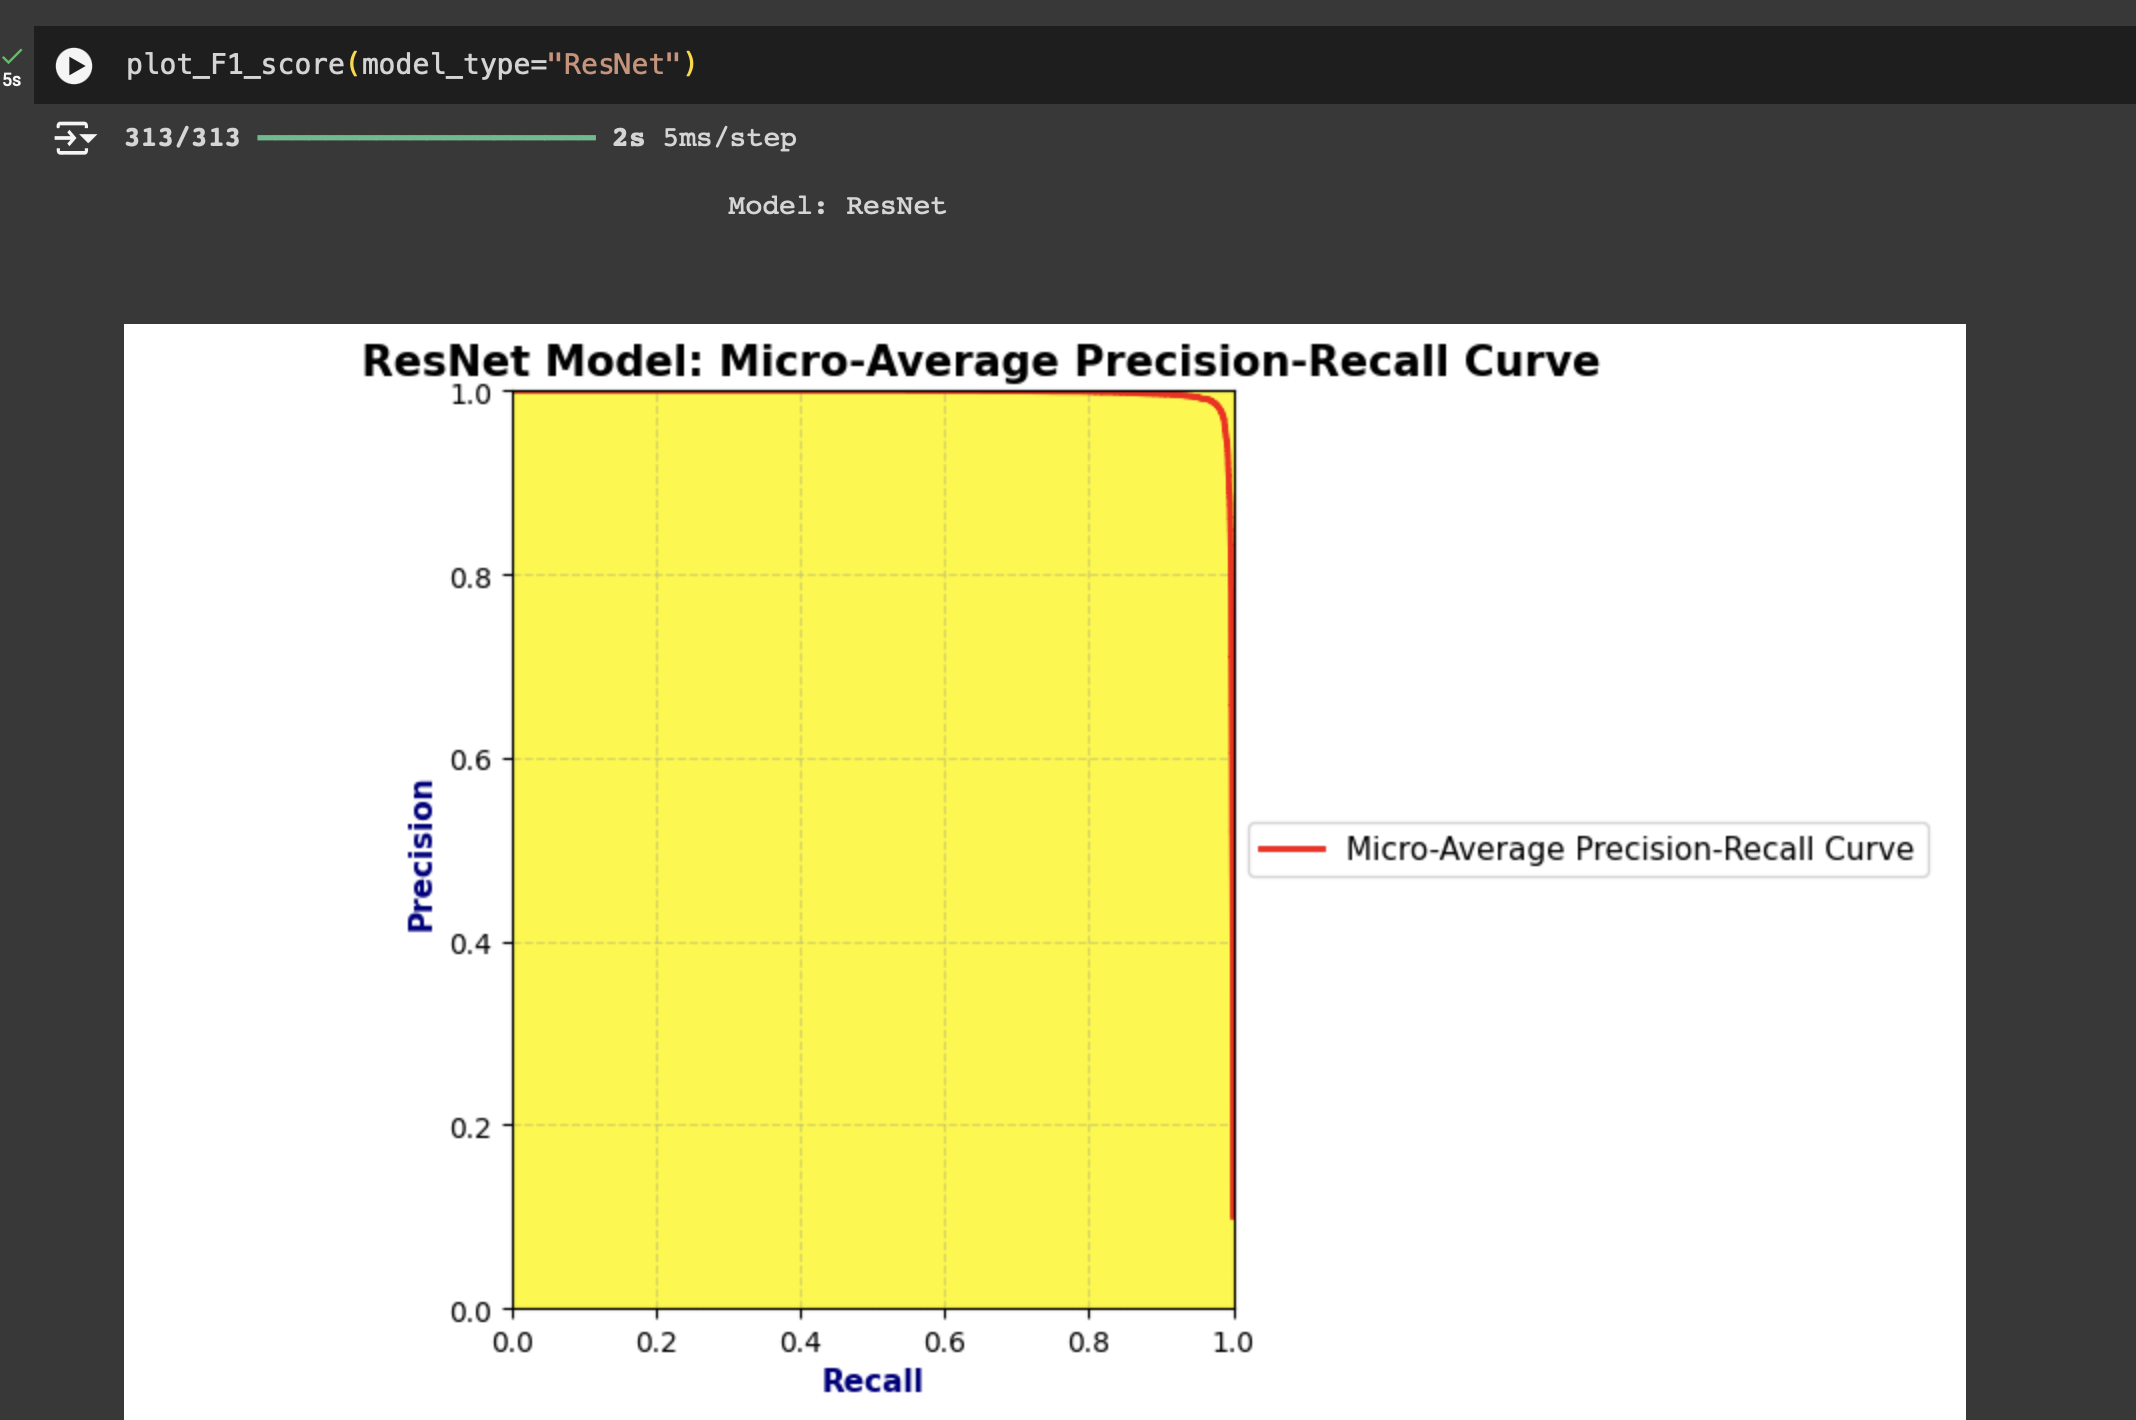 plot_F1_score(model_type="ResNet")
5s
313/313 2s 5ms/step
Model: ResNet
ResNet Model: Micro-Average Precision-Recall Curve
1.0
0.8
0.6
0.4
0.2
0.0
Precision
Micro-Average Precision-Recall Curve
0.0 0.2 0.4 0.6 0.8 1.0
Recall